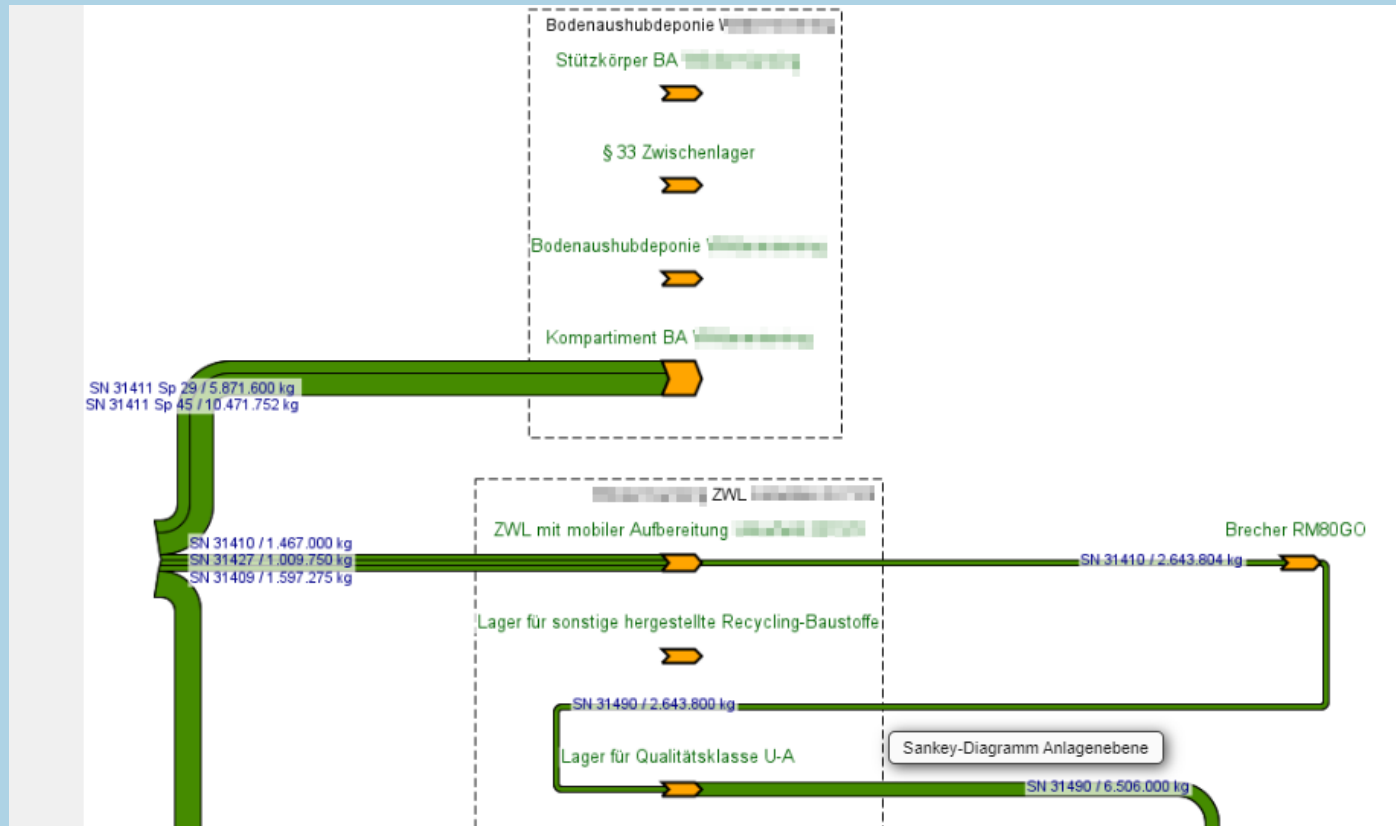 Bodenaushubdeponie
Stützkörper BA
§ 33 Zwischenlager
Bodenaushubdeponie
Kompartiment BA
SN 31411 Sp 29 / 5.871.600 kg
SN 31411 Sp 45 / 10.471.752 kg
ZWL
ZWL mit mobiler Aufbereitung
Brecher RM80GO
SN 31410 / 1.467.000 kg
SN 31427 / 1.009.750 kg
SN 31409 / 1.597.275 kg
SN 31410 / 2.643.804 kg
Lager für sonstige hergestellte Recycling-Baustoffe
SN 31490 / 2.643.800 kg
Lager für Qualitätsklasse U-A
Sankey-Diagramm Anlagenebene
SN 31490 / 6.506.000 kg